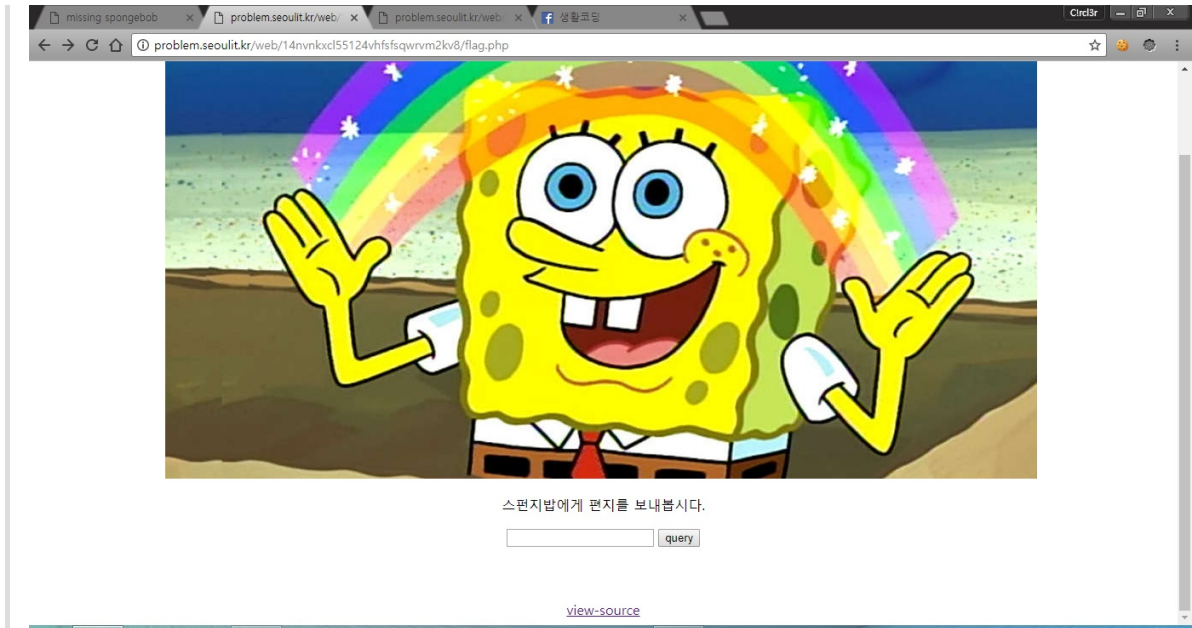 missing spongebob
problem.seoulit.kr/web/
problem.seoulit.kr/web
생활코딩
C1rcl3r
problem.seoulit.kr/web/14nvnkxcl55124vhfsfsqwrvm2kv8/flag.php
스펀지밥에게 편지를 보내봅시다.
query
view-source